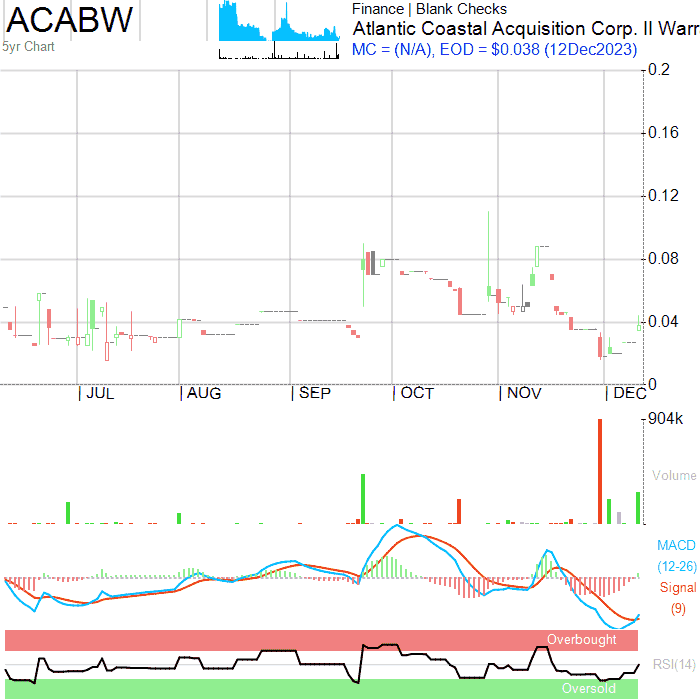 ACABW
5yr Chart
Finance | Blank Checks
Atlantic Coastal Acquisition Corp. II Warr
MC = (N/A), EOD = $0.038 (12Dec2023)
0.2
0.16
0.12
0.08
0.04
0
JUL AUG SEP OCT NOV DEC
904k
Volume
MACD
(12-26)
Signal
(9)
Overbought
RSI(14)
Oversold